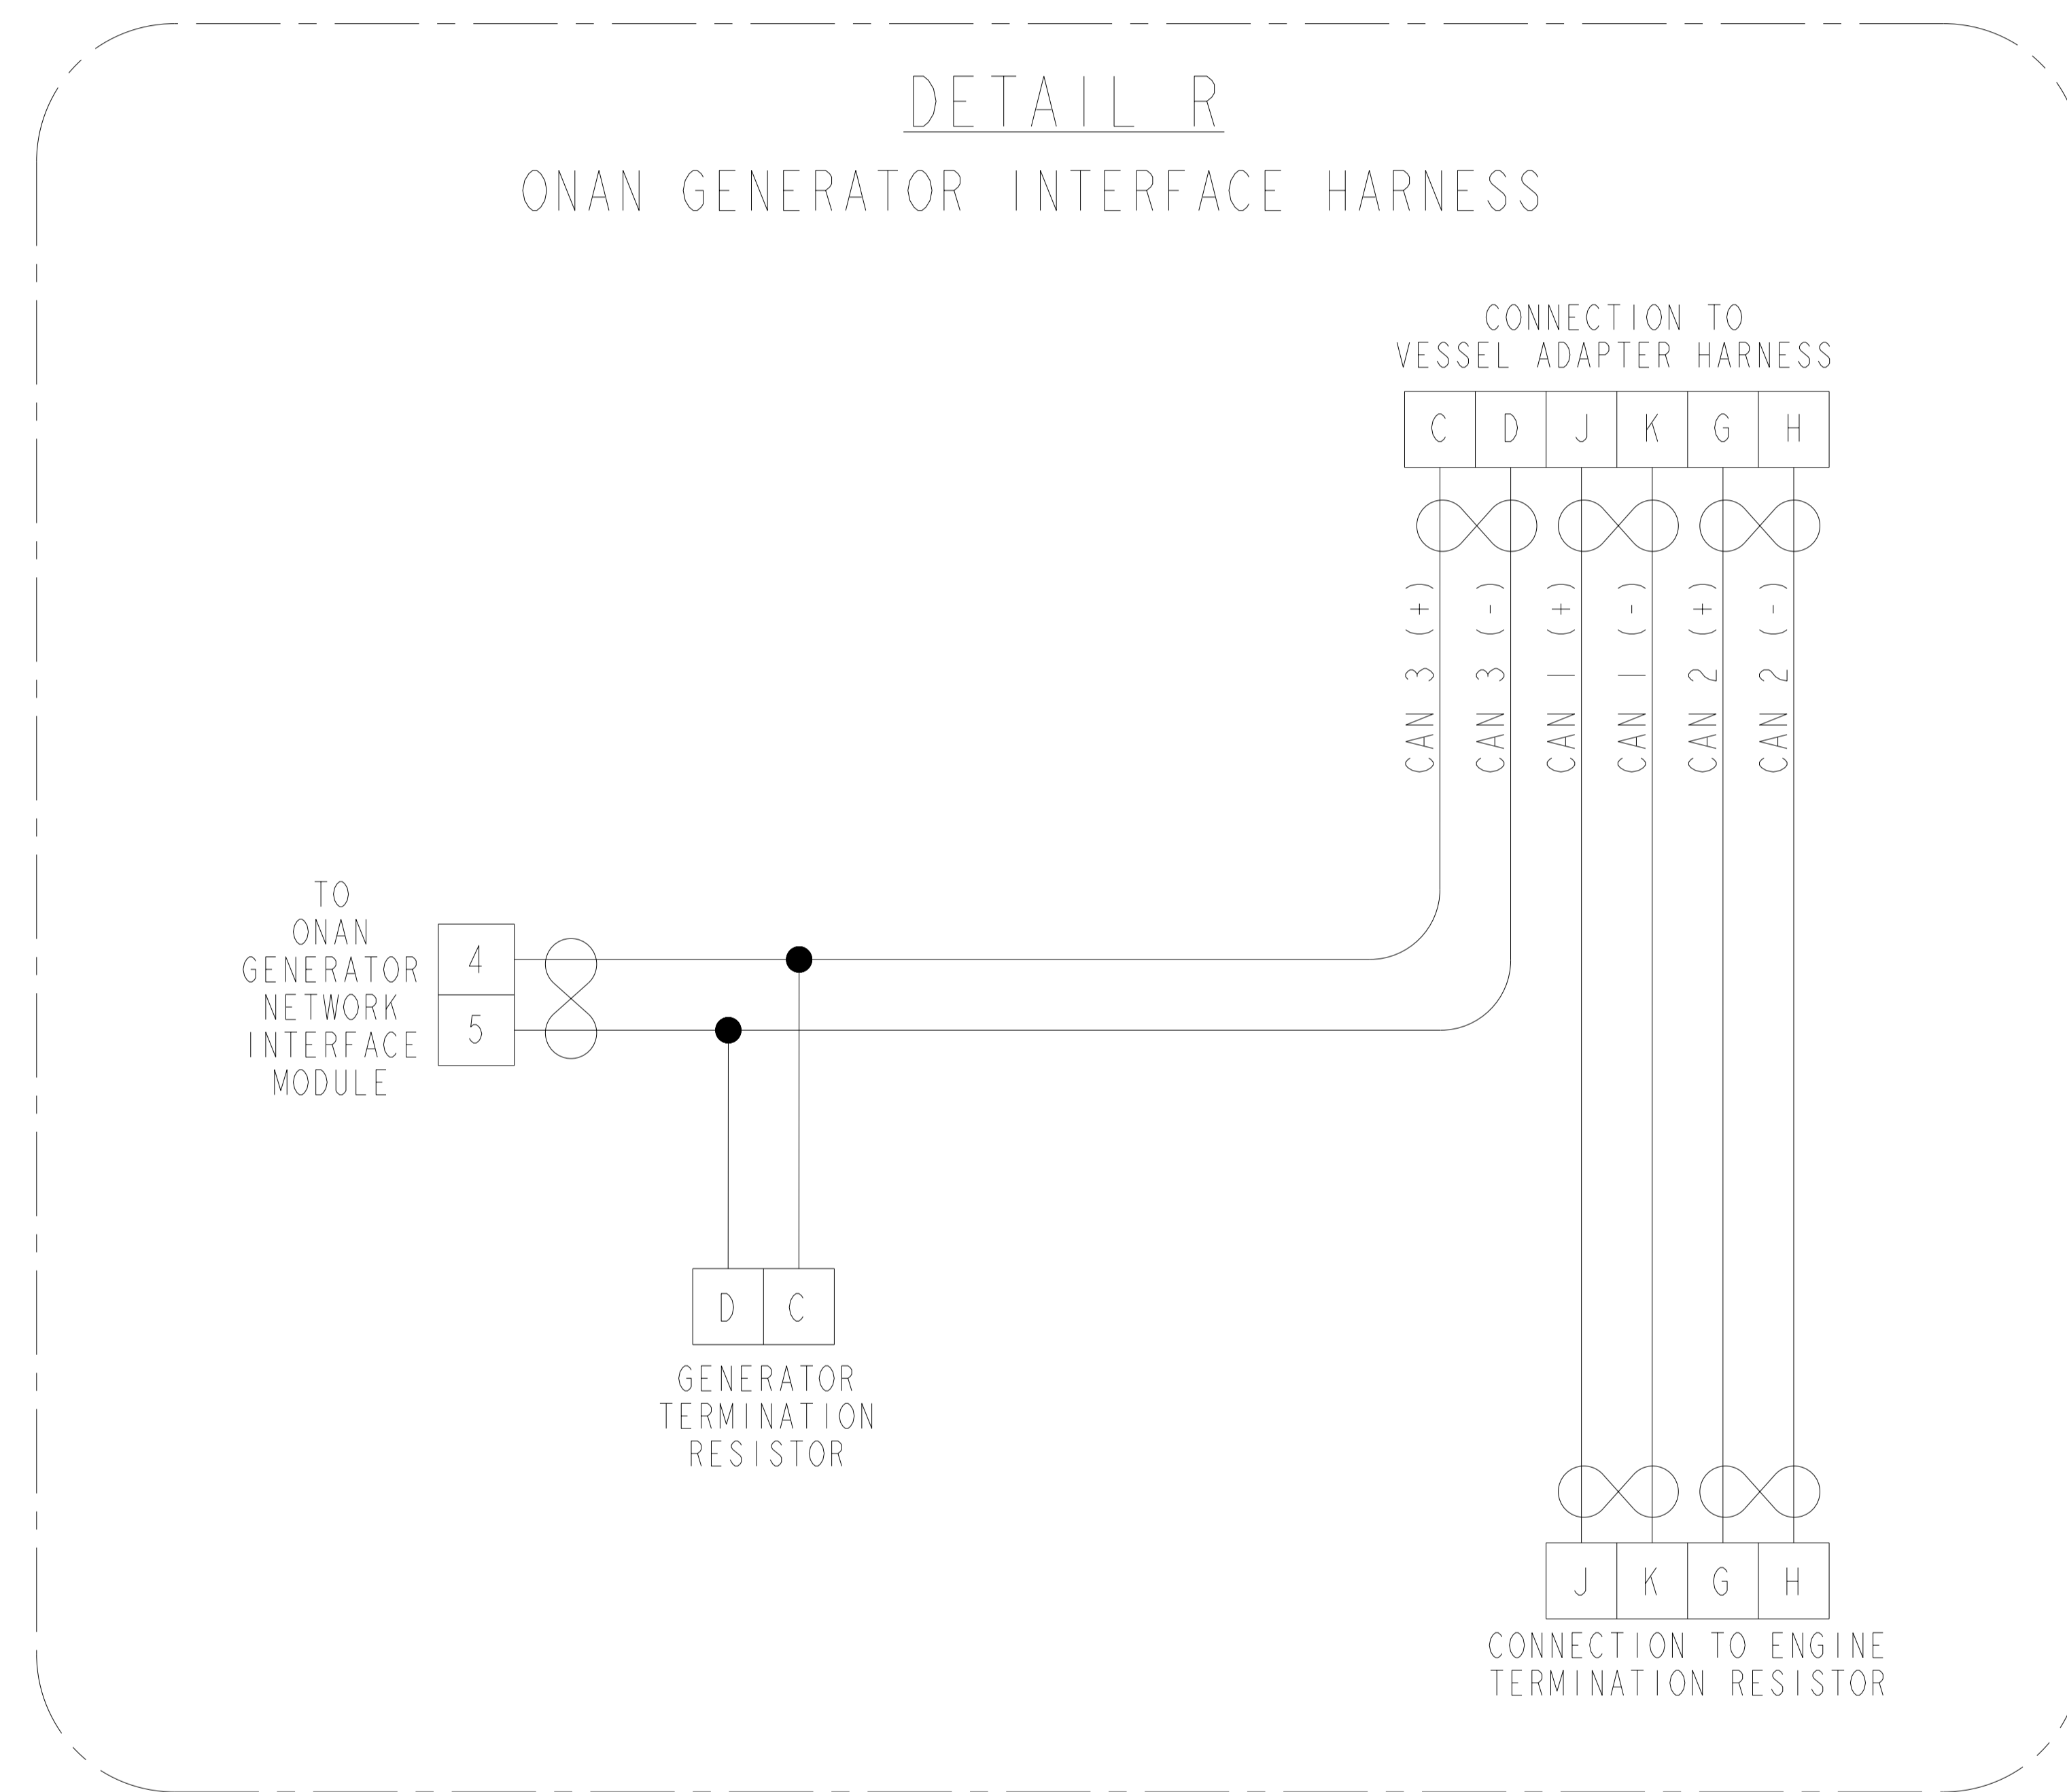 DETAIL R
ONAN GENERATOR INTERFACE HARNESS
CONNECTION TO
VESSEL ADAPTER HARNESS
C D J K G H
CAN 3 (+)
CAN 3 (-)
CAN 1 (+)
CAN 1 (-)
CAN 2 (+)
CAN 2 (-)
TO
ONAN
GENERATOR
NETWORK
INTERFACE
MODULE
4
5
D C
GENERATOR
TERMINATION
RESISTOR
J K G H
CONNECTION TO ENGINE
TERMINATION RESISTOR